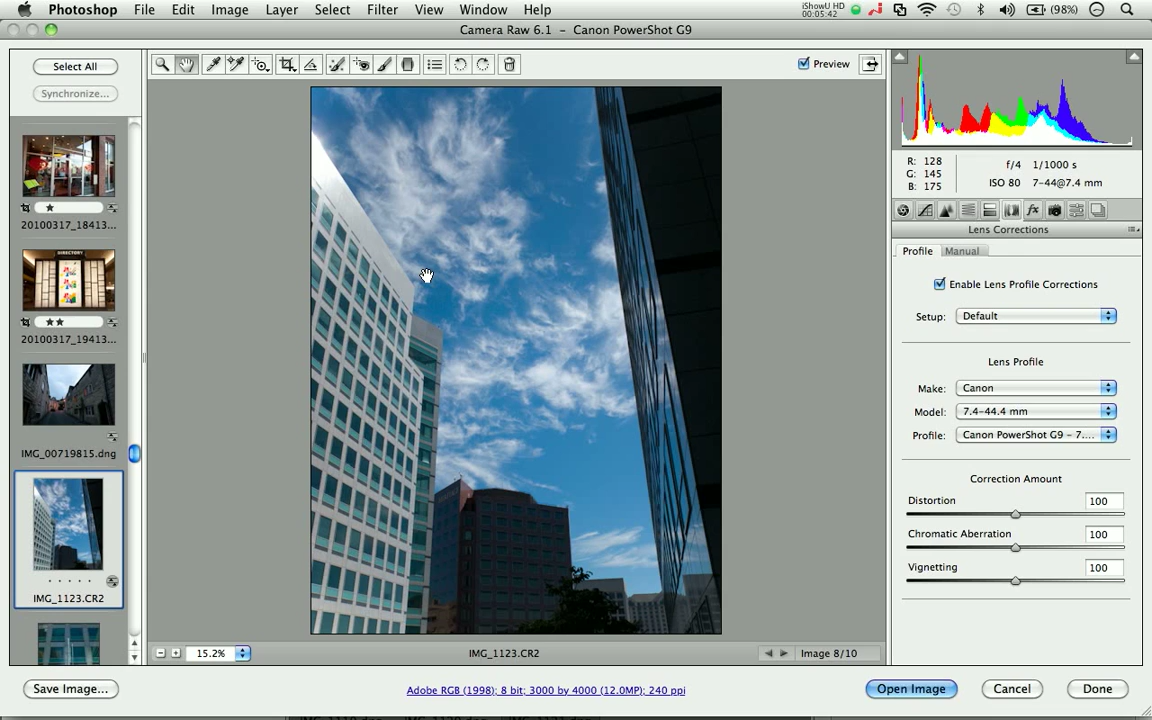 Photoshop File Edit Image Layer Select Filter View Window Help
iShowU HD
00:05:42
(98%)
Camera Raw 6.1 - Canon PowerShot G9
Select All
Synchronize...
Preview
20100317_18413...
DIRECTORY
20100317_19413...
IMG_00719815.dng
IMG_1123.CR2
R: 128
G: 145
B: 175
f/4 1/1000 s
ISO 80 7-44@7.4 mm
fx
Lens Corrections
Profile Manual
Enable Lens Profile Corrections
Setup: Default
Lens Profile
Make: Canon
Model: 7.4-44.4 mm
Profile: Canon PowerShot G9 - 7....
Correction Amount
Distortion 100
Chromatic Aberration 100
Vignetting 100
15.2% IMG_1123.CR2 Image 8/10
Save Image... Adobe RGB (1998); 8 bit; 3000 by 4000 (12.0MP); 240 ppi Open Image Cancel Done